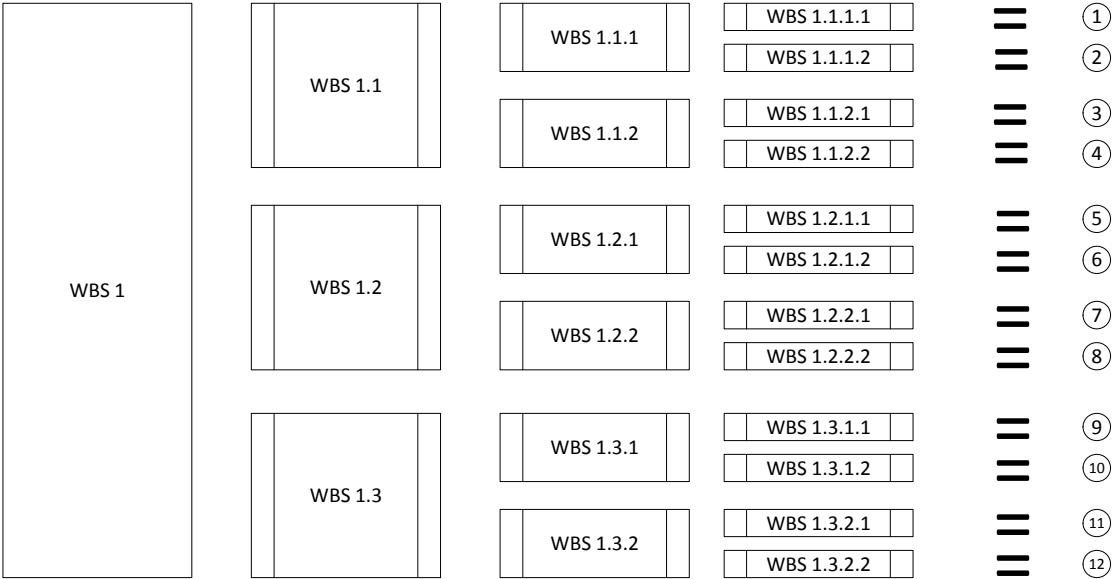 WBS 1
WBS 1.1
WBS 1.1.1
WBS 1.1.1.1
1
WBS 1.1.1.2
2
WBS 1.1.2
WBS 1.1.2.1
3
WBS 1.1.2.2
4
WBS 1.2
WBS 1.2.1
WBS 1.2.1.1
5
WBS 1.2.1.2
6
WBS 1.2.2
WBS 1.2.2.1
7
WBS 1.2.2.2
8
WBS 1.3
WBS 1.3.1
WBS 1.3.1.1
9
WBS 1.3.1.2
10
WBS 1.3.2
WBS 1.3.2.1
11
WBS 1.3.2.2
12